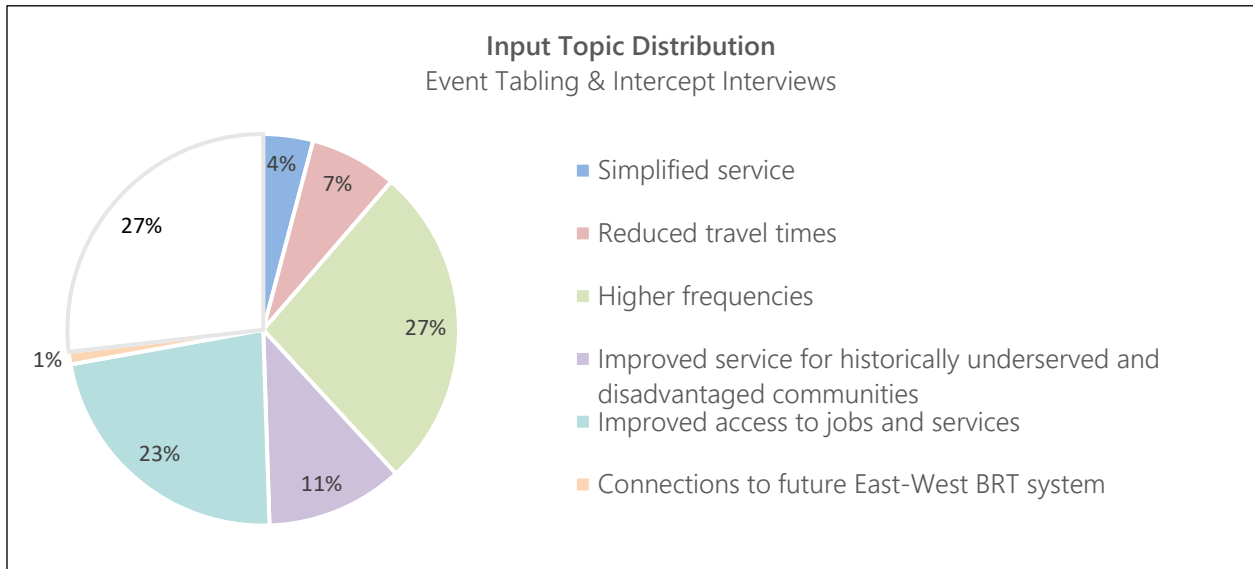 Input Topic Distribution
Event Tabling & Intercept Interviews
4%
7%
27%
27%
1%
23%
11%
Simplified service
Reduced travel times
Higher frequencies
Improved service for historically underserved and
disadvantaged communities
Improved access to jobs and services
Connections to future East-West BRT system